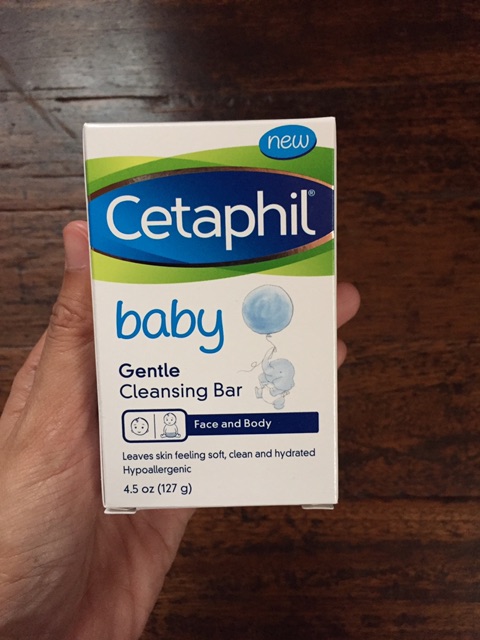 new
Cetaphil®
baby
Gentle
Cleansing Bar
Face and Body
Leaves skin feeling soft, clean and hydrated
Hypoallergenic
4.5 oz (127 g)